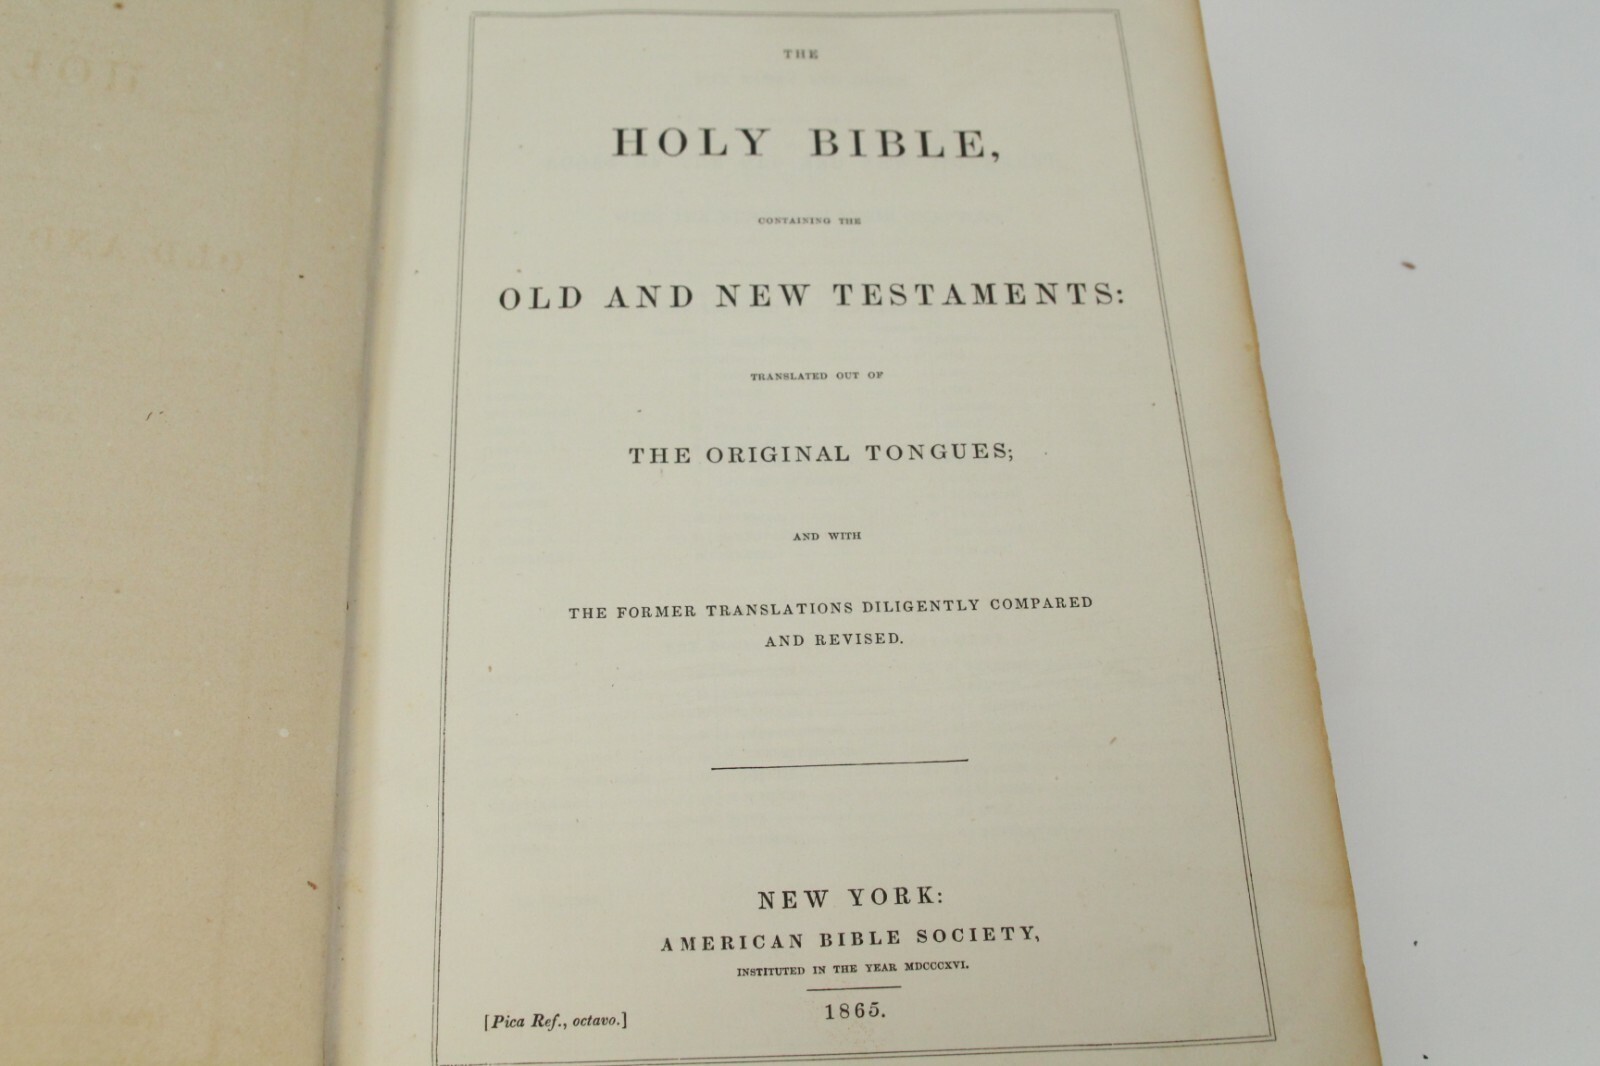 THE
HOLY BIBLE,
CONTAINING THE
OLD AND NEW TESTAMENTS:
TRANSLATED OUT OF
THE ORIGINAL TONGUES;
AND WITH
THE FORMER TRANSLATIONS DILIGENTLY COMPARED
AND REVISED.
NEW YORK:
AMERICAN BIBLE SOCIETY,
INSTITUTED IN THE YEAR MDCCCXVI.
1865.
[Pica Ref., octavo.]